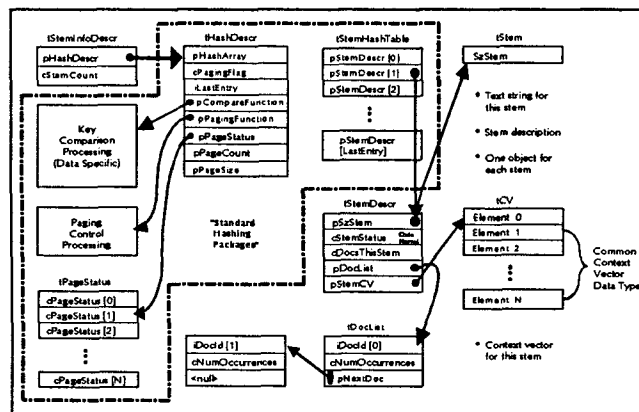 tStemInfoDescr
pHashDescr
cStemCount
tHashDescr
pHashArray
cPagingFlag
iLastEntry
pCompareFunction
pPagingFunction
pPageStatus
pPageCount
pPageSize
tStemHashTable
pStemDescr [0]
pStemDescr [1]
pStemDescr [2]
pStemDescr
[LastEntry]
tStem
SzStem
• Text string for
this stem
• Stem description
• One object for
each stem
Key
Comparison
Processing
(Data Specific)
Paging
Control
Processing
"Standard
Hashing
Packages"
tStemDescr
pSzStem
cStemStatus
cDocsThisStem
pDocList
pStemCV
tCV
Element 0
Element 1
Element 2
Element N
Common
Context
Vector
Data Type
• Context vector
for this stem
tPageStatus
cPageStatus [0]
cPageStatus [1]
cPageStatus [2]
cPageStatus [N]
iDocId [1]
cNumOccurrences
<null>
tDocList
iDocId [0]
cNumOccurrences
pNextDoc